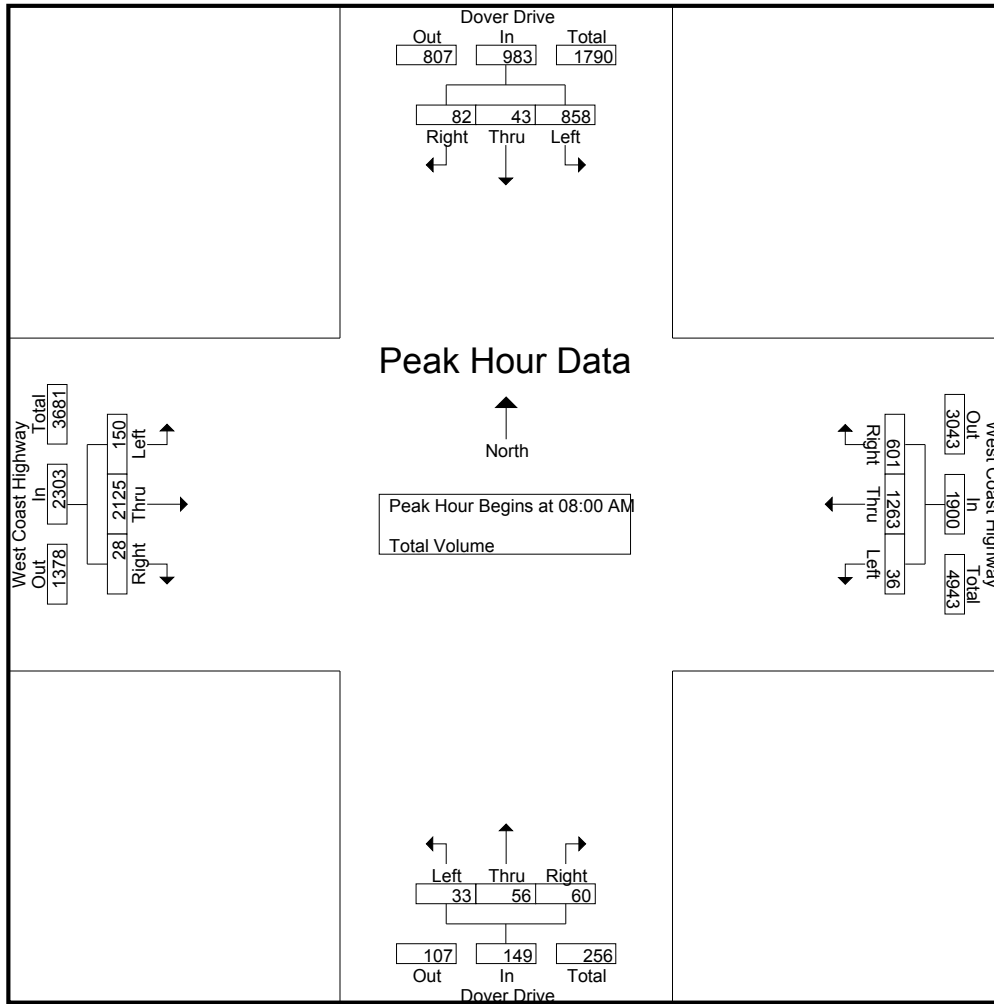 Dover Drive
Out In Total
807 983 1790
82 43 858
Right Thru Left
Peak Hour Data
North
Peak Hour Begins at 08:00 AM
Total Volume
West Coast Highway
Total In Out
3681 2303 1378
150 2125 28
Left Thru Right
West Coast Highway
Out In Total
3043 1900 4943
601 1263 36
Right Thru Left
Left Thru Right
33 56 60
107 149 256
Out In Total
Dover Drive